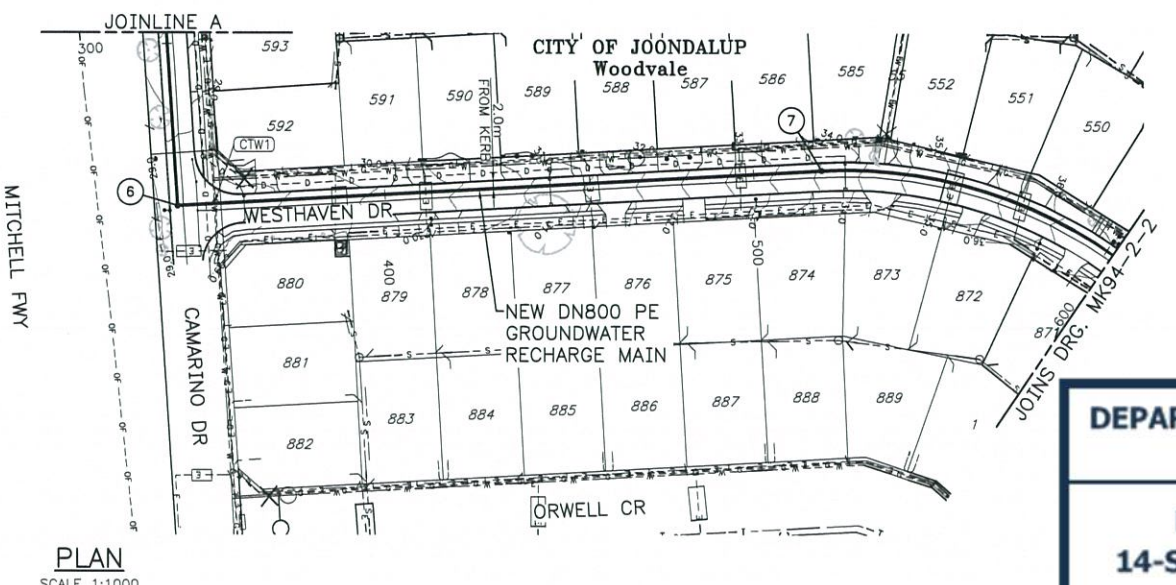 JOINLINE A
300
CITY OF JOONDALUP
Woodvale
593
592
591
590
589
588
587
586
585
552
551
550
CTW1
2.0m
FROM KERB
7
6
MITCHELL FWY
WESTHAVEN DR
CAMARINO DR
400
500
600
880
879
878
877
876
875
874
873
872
871
NEW DN800 PE
GROUNDWATER
RECHARGE MAIN
881
882
883
884
885
886
887
888
889
1
JOINS DRG. MK94-2-2
ORWELL CR
PLAN
SCALE 1:1000
DEPAR
14-S